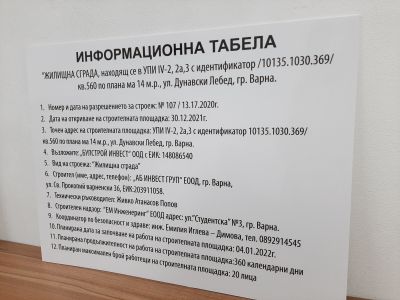 ИНФОРМАЦИОННА ТАБЕЛА
"ЖИЛИЩНА СГРАДА, находящ се в УПИ IV-2, 2а,3 с идентификатор /10135.1030.369/
кв.560 по плана ма 14 м.р., ул. Дунавски Лебед, гр. Варна.
1. Номер и дата на разрешението за строеж: № 107 / 13.17.2020г.
2. Дата на откриване на строителната площадка: 30.12.2021г.
3. Точен адрес на строителната площадка: УПИ IV-2, 2а,3 с идентификатор 10135.1030.369/
кв.560 по плана ма 14 м.р., ул. Дунавски Лебед, гр. Варна.
4. Възложите: „БУЛСТРОЙ ИНВЕСТ" ООД с ЕИК: 148086540
5. Вид на строежа: "Жилищна сграда"
6. Строител (име, адрес, телефон): „АБ ИНВЕСТ ГРУП" ЕООД, гр. Варна,
ул. Св. Прокопий варненски 36, ЕИК:203911058.
7. Технически ръководител: Живко Атанасов Попов
8. Строителен надзор: "ЕМ Инженеринг" ЕООД адрес: ул."Студентска" №3, гр. Варна.
9. Координатор по безопасност и здраве: инж. Емилия Иглева – Димова, тел. 0892914545
10. Планирана дата за започване на работа на строителната площадка: 04.01.2022г.
11. Планирана продължителност на работа на строителната площадка:360 календарни дни
12. Планиран максимален брой работещи на строителната площадка: 20 лица